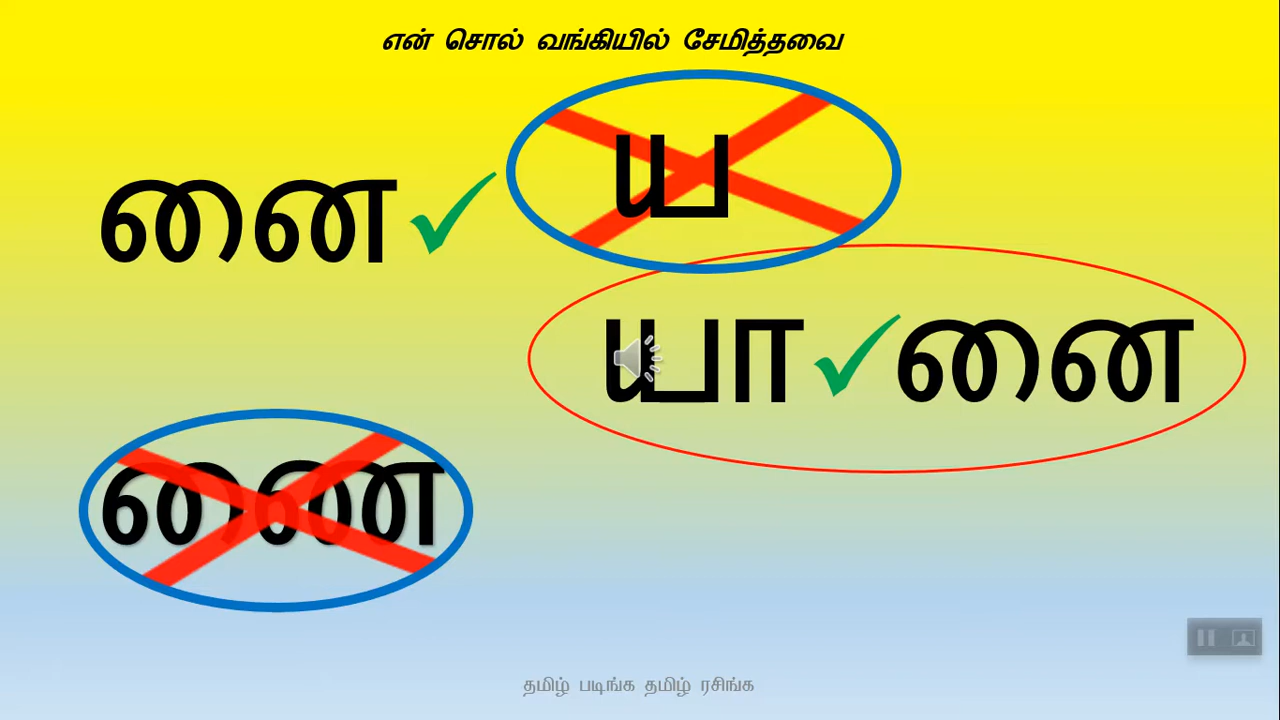 என் சொல் வங்கியில் சேமித்தவை
ய
னை
யா னை
ணை
தமிழ் படிங்க தமிழ் ரசிங்க